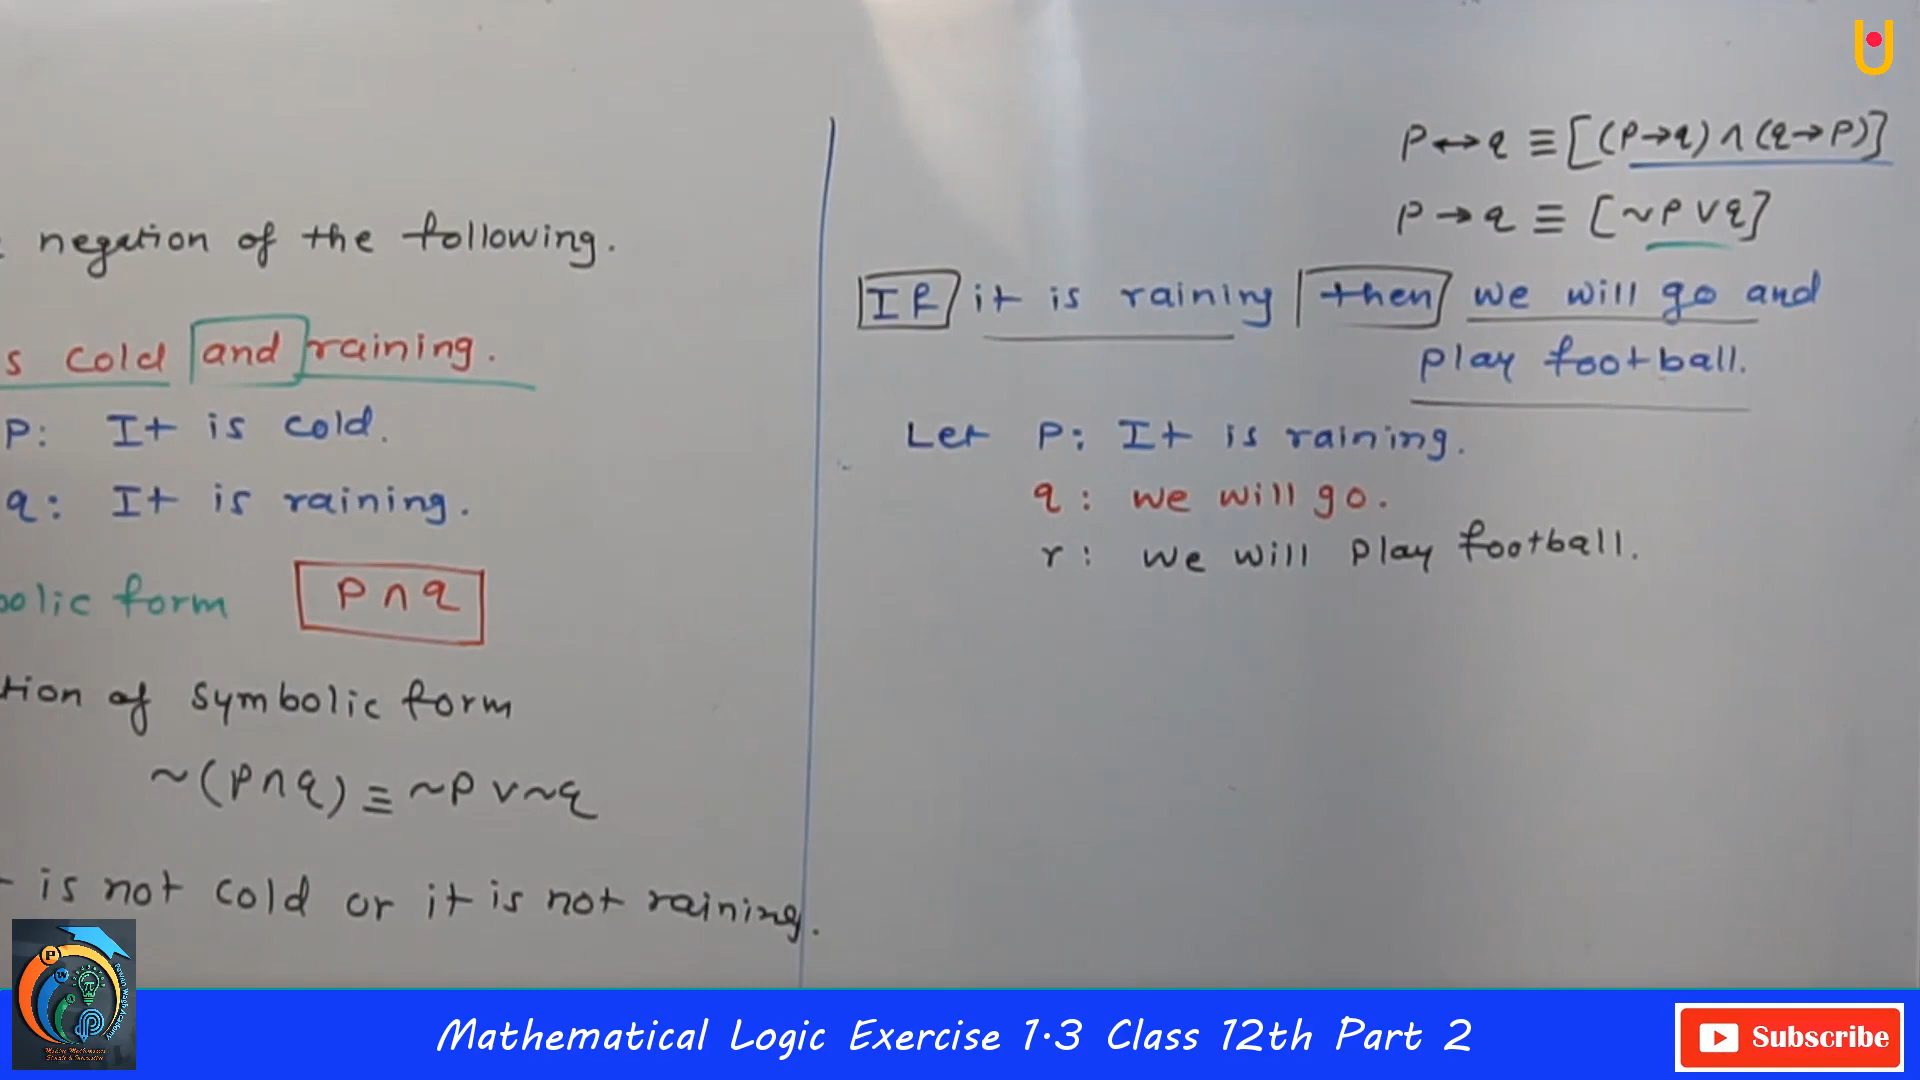 negation of the following.
s cold and raining.
p: It is cold.
q: It is raining.
bolic form p ∧ q
tion of symbolic form
~(p ∧ q) ≡ ~p ∨ ~q
is not cold or it is not raining.
p ↔ q ≡ [(p → q) ∧ (q → p)]
p → q ≡ [~p ∨ q]
If it is raining then we will go and
play football.
Let p: It is raining.
q: we will go.
r: we will play football.
Mathematical Logic Exercise 1.3 Class 12th Part 2
Subscribe